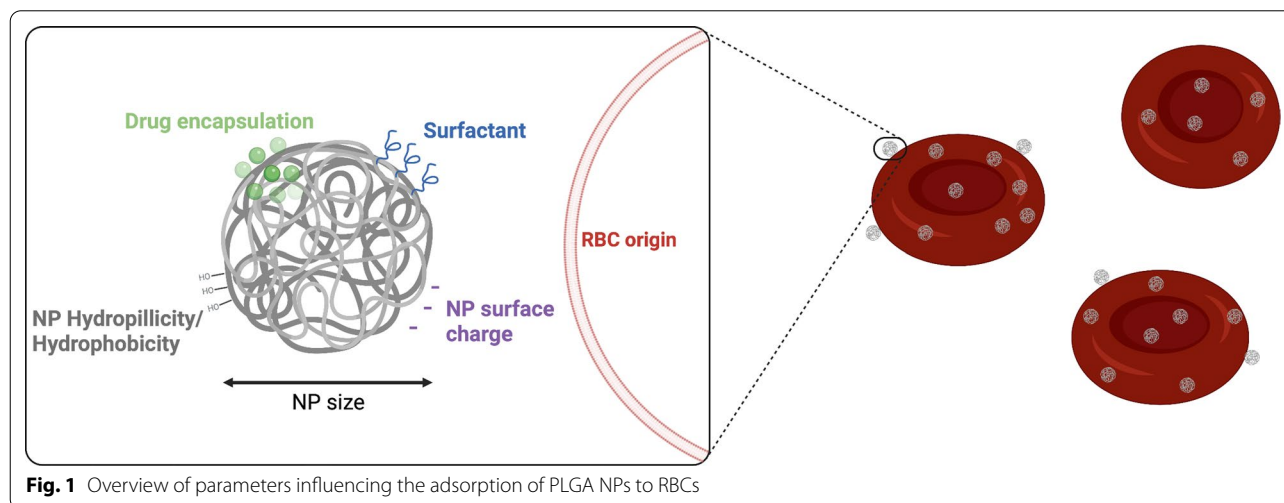 Drug encapsulation
Surfactant
RBC origin
HO
HO
HO
NP Hydropillicity/
Hydrophobicity
NP surface
charge
NP size
Fig. 1 Overview of parameters influencing the adsorption of PLGA NPs to RBCs